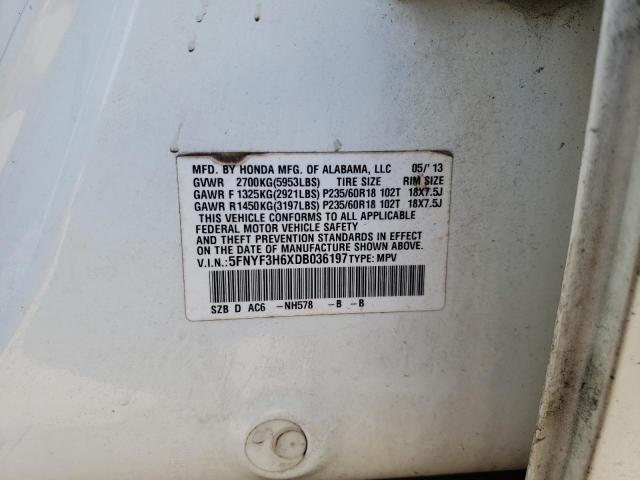 MFD. BY HONDA MFG. OF ALABAMA, LLC 05/'13
GVWR 2700KG(5953LBS) TIRE SIZE RIM SIZE
GAWR F 1325KG(2921LBS) P235/60R18 102T 18X7.5J
GAWR R1450KG(3197LBS) P235/60R18 102T 18X7.5J
THIS VEHICLE CONFORMS TO ALL APPLICABLE
FEDERAL MOTOR VEHICLE SAFETY, BUMPER
AND THEFT PREVENTION STANDARDS IN EFFECT
ON THE DATE OF MANUFACTURE SHOWN ABOVE.
V.I.N.:5FNYF3H6XDB036197 TYPE: MPV
SZB D AC6 -NH578 -B -B